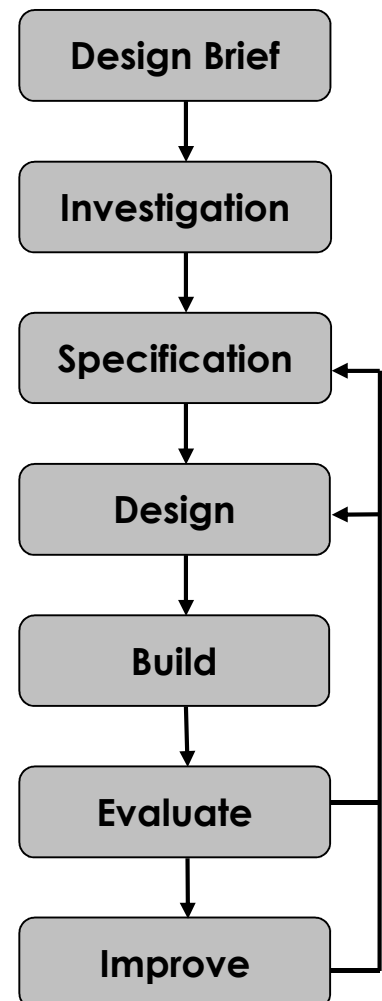 Design Brief
Investigation
Specification
Design
Build
Evaluate
Improve